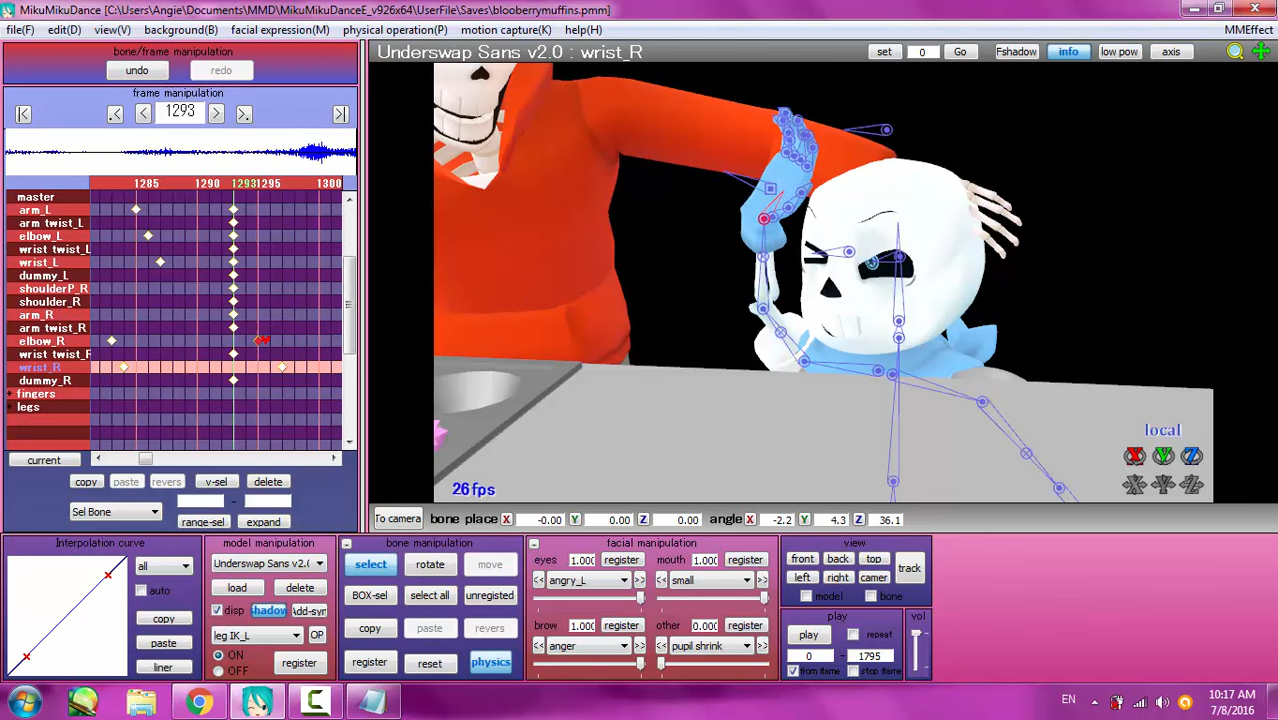 MikuMikuDance [C:\Users\Angie\Documents\MMD\MikuMikuDanceE_v926x64\UserFile\Saves\blooberrymuffins.pmm]
file(F) edit(D) view(V) background(B) facial expression(M) physical operation(P) motion capture(K) help(H) MMEffect
bone/frame manipulation
undo redo
frame manipulation
|< .< < 1293 > >. >|
1285 1290 1293 1295 1300
master
arm_L
arm twist_L
elbow_L
wrist twist_L
wrist_L
dummy_L
shoulderP_R
shoulder_R
arm_R
arm twist_R
elbow_R
wrist twist_R
wrist_R
dummy_R
+ fingers
+ legs
current
copy paste revers v-sel delete
Sel Bone -
range-sel expand
Underswap Sans v2.0 : wrist_R
set 0 Go Fshadow info low pow axis
local
X Y Z
26 fps
To camera bone place X -0.00 Y 0.00 Z 0.00 angle X -2.2 Y 4.3 Z 36.1
Interpolation curve
all
auto
copy
paste
liner
model manipulation
Underswap Sans v2.0
load delete
disp shadow Add-syn
leg IK_L OP
ON
OFF
register
bone manipulation
select rotate move
BOX-sel select all unregisted
copy paste revers
register reset physics
facial manipulation
eyes 1.000 register mouth 1.000 register
<< angry_L >> << small >>
brow 1.000 register other 0.000 register
<< anger >> << pupil shrink >>
view
front back top
left right camer
track
model bone
play
play repeat
0 - 1795
from flame stop flame
vol
EN
10:17 AM
7/8/2016